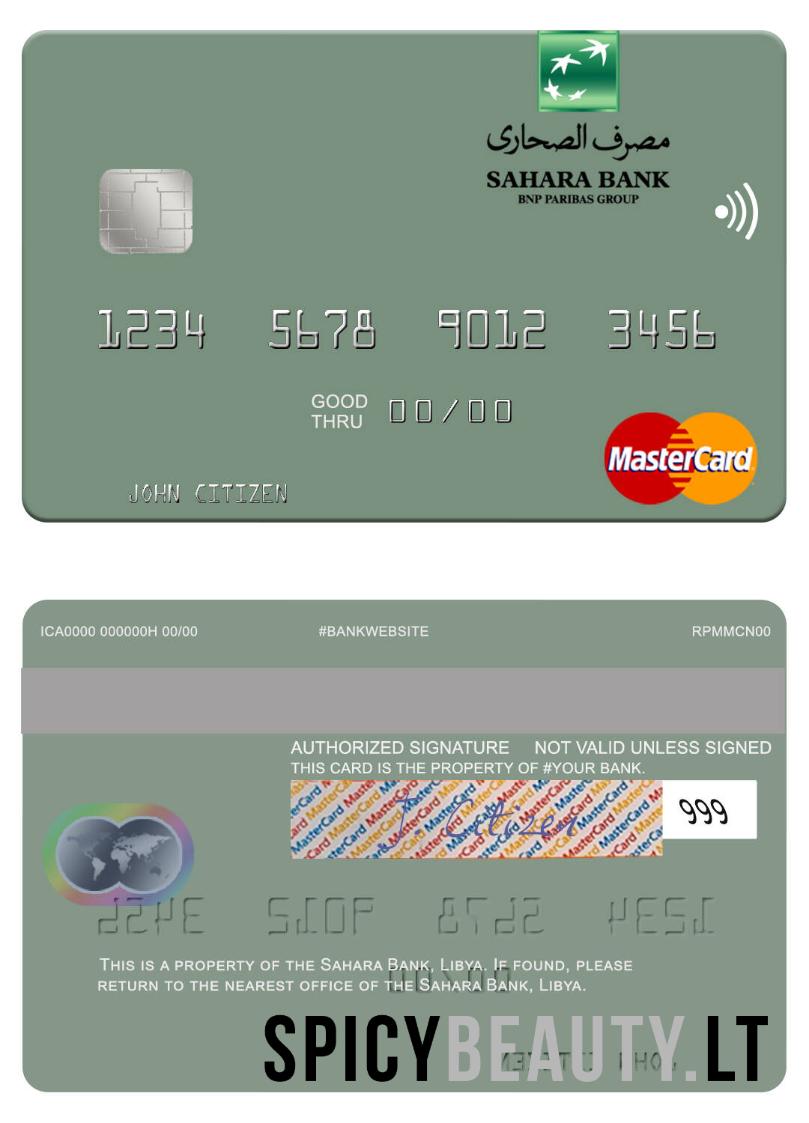 مصرف الصحارى
SAHARA BANK
BNP PARIBAS GROUP
1234 5678 9012 3456
GOOD
THRU 00/00
MasterCard
JOHN CITIZEN
ICA0000 000000H 00/00 #BANKWEBSITE RPMMCN00
AUTHORIZED SIGNATURE NOT VALID UNLESS SIGNED
THIS CARD IS THE PROPERTY OF #YOUR BANK.
J. Citizen 999
THIS IS A PROPERTY OF THE SAHARA BANK, LIBYA. IF FOUND, PLEASE
RETURN TO THE NEAREST OFFICE OF THE SAHARA BANK, LIBYA.
SPICYBEAUTY.LT